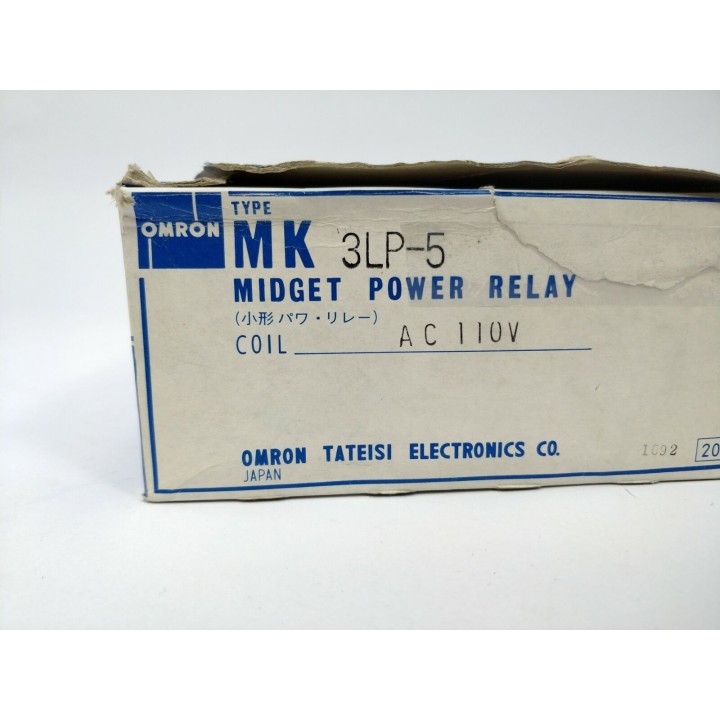 OMRON
TYPE
MK 3LP-5
MIDGET POWER RELAY
(小形パワ・リレー)
COIL AC 110V
OMRON TATEISI ELECTRONICS CO.
JAPAN
20